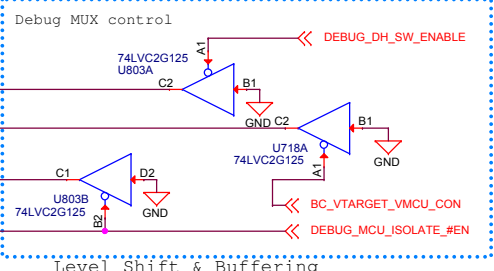 Debug MUX control
DEBUG_DH_SW_ENABLE
A1
74LVC2G125
U803A
C2
B1
GND
C2
B1
U718A
74LVC2G125
A1
GND
C1
D2
U803B
74LVC2G125
B2
GND
BC_VTARGET_VMCU_CON
DEBUG_MCU_ISOLATE_#EN
Level Shift & Buffering